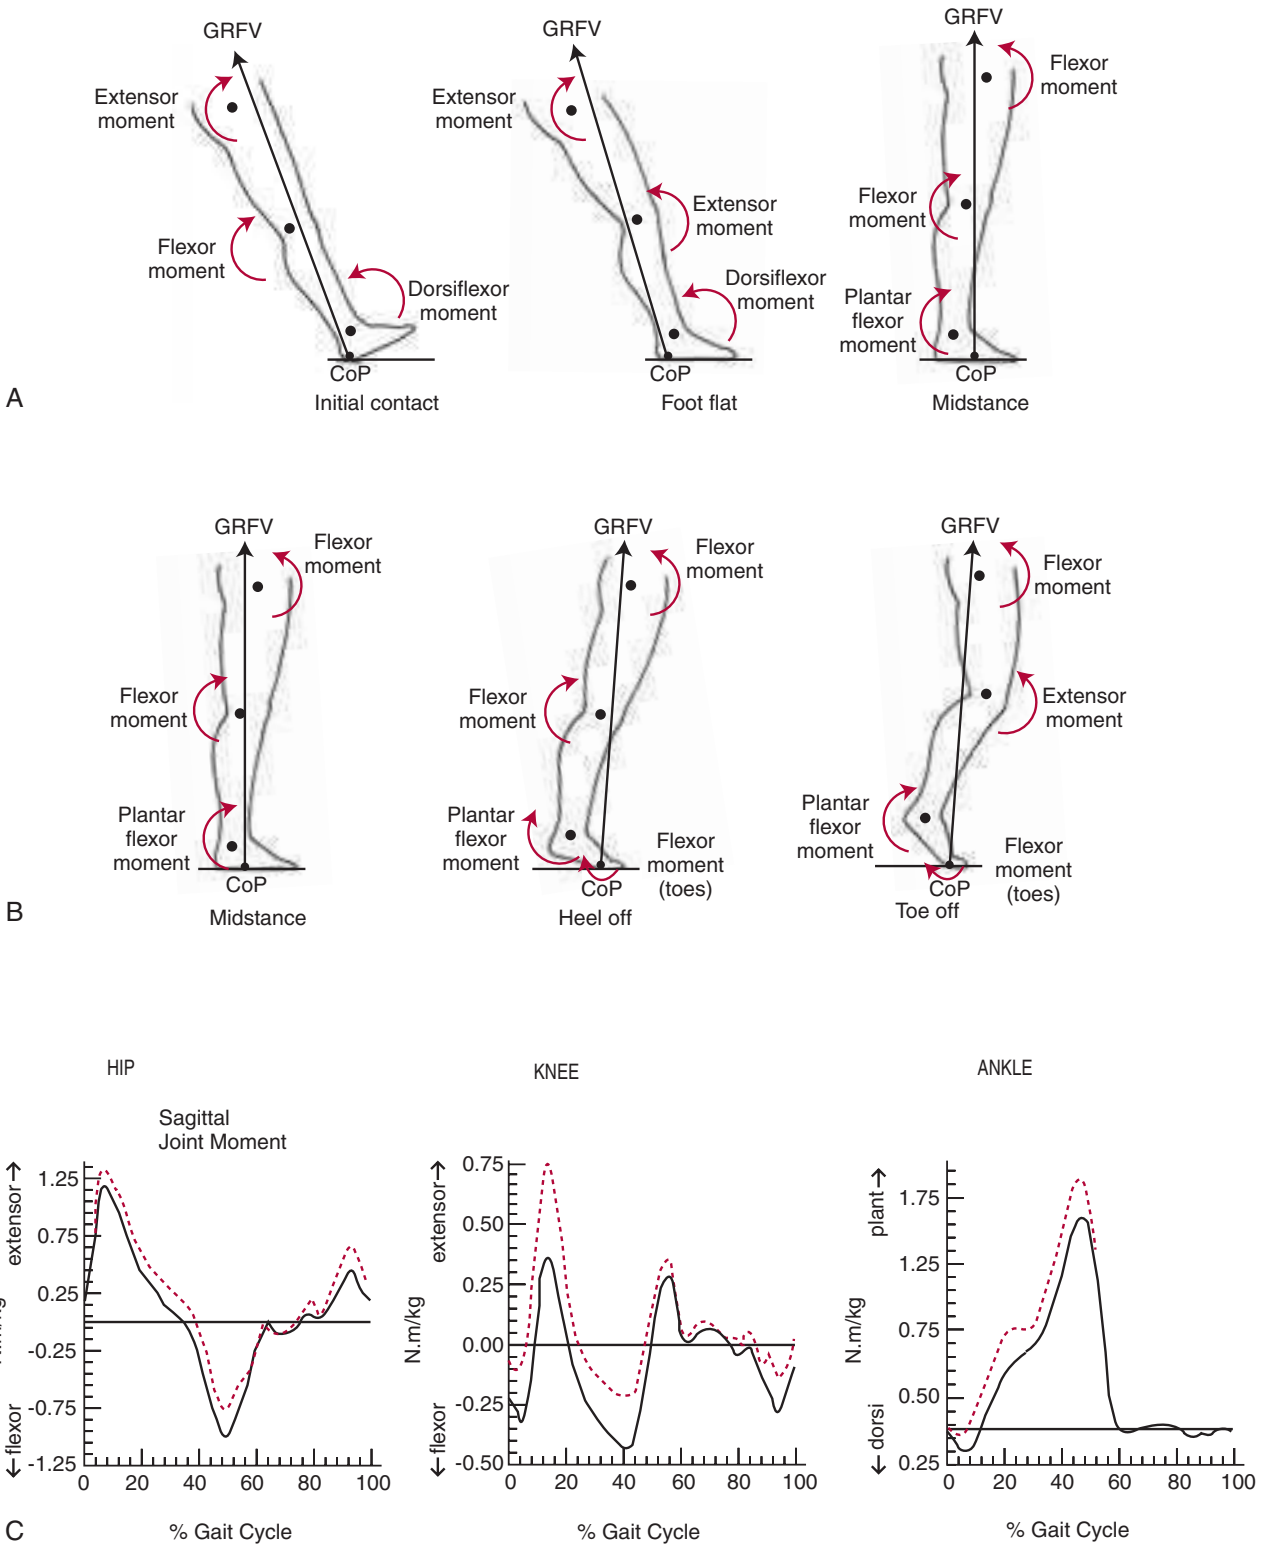 GRFV
Extensor
moment
Flexor
moment
Dorsiflexor
moment
CoP
Initial contact
GRFV
Extensor
moment
Extensor
moment
Dorsiflexor
moment
CoP
Foot flat
GRFV
Flexor
moment
Flexor
moment
Plantar
flexor
moment
CoP
Midstance
A
GRFV
Flexor
moment
Flexor
moment
Plantar
flexor
moment
CoP
Midstance
GRFV
Flexor
moment
Flexor
moment
Plantar
flexor
moment
Flexor
moment
(toes)
CoP
Heel off
GRFV
Flexor
moment
Extensor
moment
Plantar
flexor
moment
Flexor
moment
(toes)
CoP
Toe off
B
HIP
Sagittal
Joint Moment
extensor→
←flexor
1.25
0.75
0.25
-0.25
-0.75
-1.25
0 20 40 60 80 100
% Gait Cycle
KNEE
extensor→
N.m/kg
←flexor
0.75
0.50
0.25
0.00
-0.25
-0.50
0 20 40 60 80 100
% Gait Cycle
ANKLE
plant→
N.m/kg
←dorsi
1.75
1.25
0.75
0.50
0.25
0 20 40 60 80 100
% Gait Cycle
C